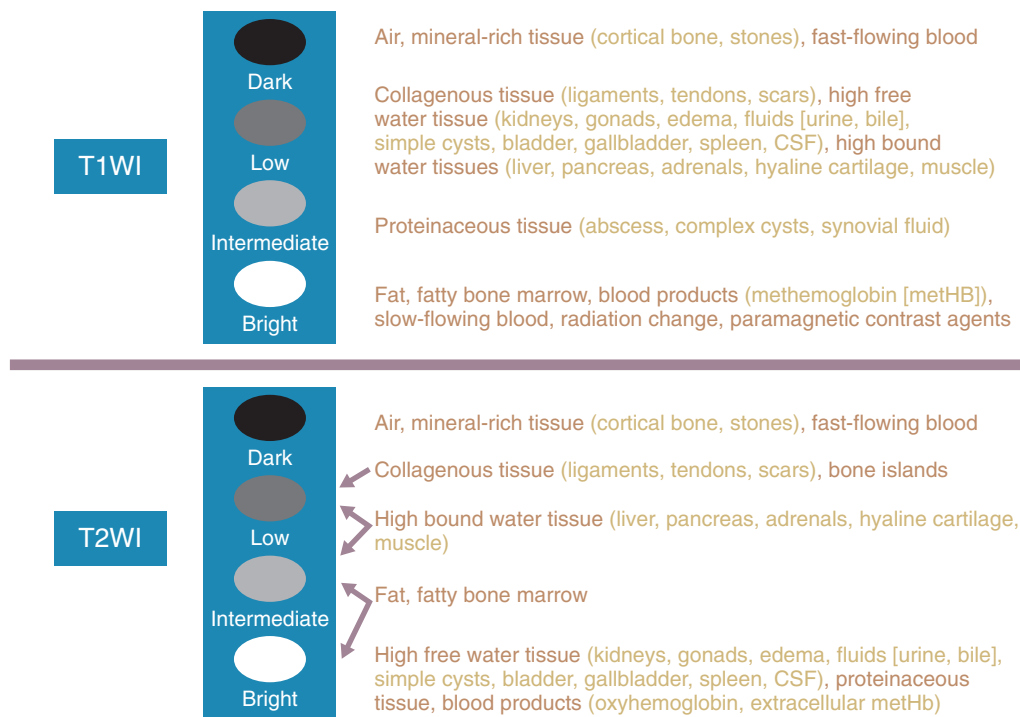 Air, mineral-rich tissue (cortical bone, stones), fast-flowing blood
Dark
Collagenous tissue (ligaments, tendons, scars), high free
water tissue (kidneys, gonads, edema, fluids [urine, bile],
simple cysts, bladder, gallbladder, spleen, CSF), high bound
water tissues (liver, pancreas, adrenals, hyaline cartilage, muscle)
T1WI
Low
Proteinaceous tissue (abscess, complex cysts, synovial fluid)
Intermediate
Fat, fatty bone marrow, blood products (methemoglobin [metHB]),
slow-flowing blood, radiation change, paramagnetic contrast agents
Bright
Air, mineral-rich tissue (cortical bone, stones), fast-flowing blood
Dark
Collagenous tissue (ligaments, tendons, scars), bone islands
T2WI
High bound water tissue (liver, pancreas, adrenals, hyaline cartilage,
muscle)
Low
Fat, fatty bone marrow
Intermediate
High free water tissue (kidneys, gonads, edema, fluids [urine, bile],
simple cysts, bladder, gallbladder, spleen, CSF), proteinaceous
tissue, blood products (oxyhemoglobin, extracellular metHb)
Bright